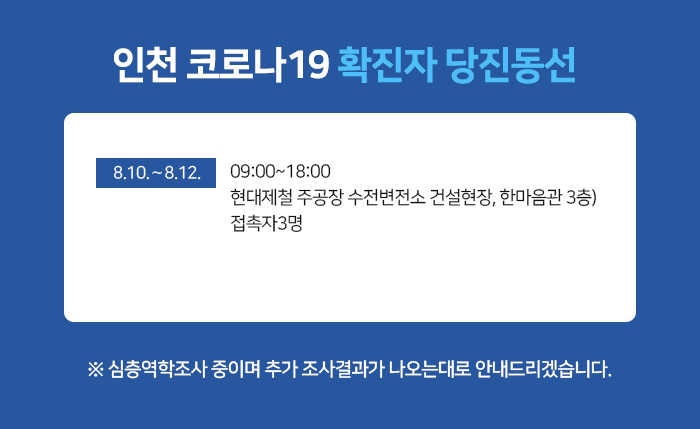 인천 코로나19 확진자 당진동선
8.10.~8.12.
09:00~18:00
현대제철 주공장 수전변전소 건설현장, 한마음관 3층)
접촉자3명
※ 심층역학조사 중이며 추가 조사결과가 나오는대로 안내드리겠습니다.